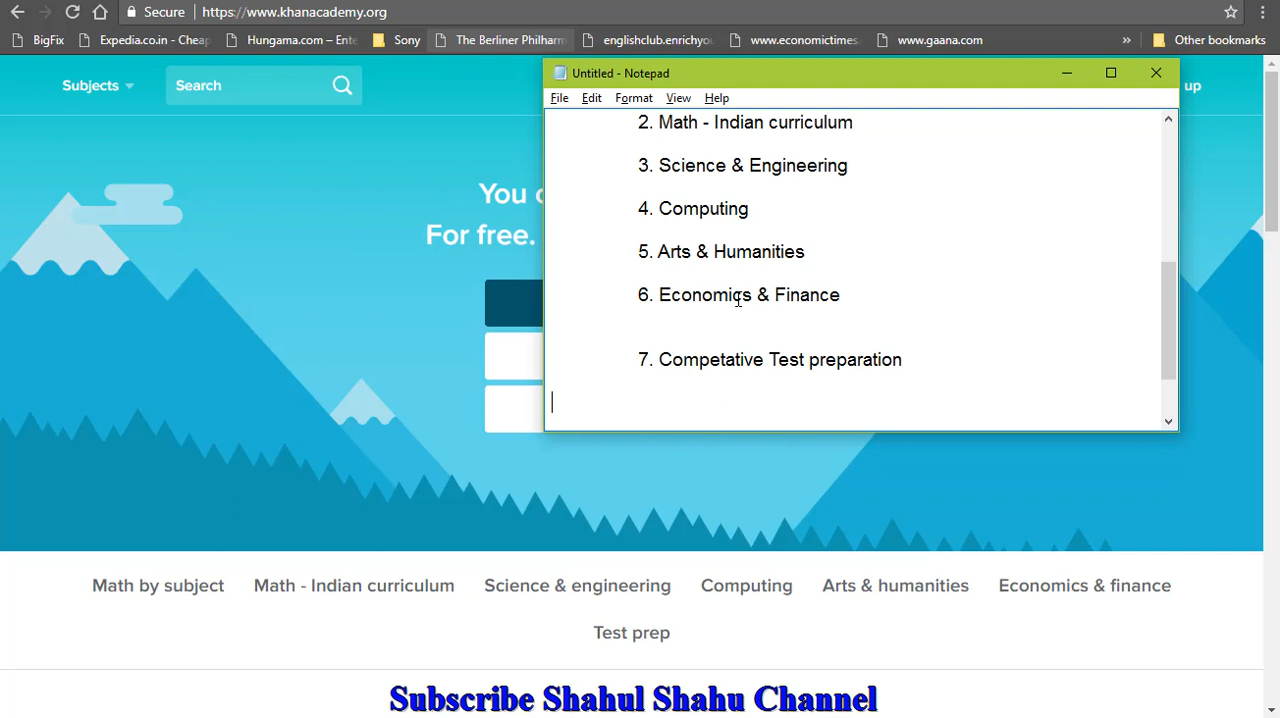 Secure https://www.khanacademy.org
BigFix Expedia.co.in - Cheap Hungama.com – Ente Sony The Berliner Philharm englishclub.enrichyo www.economictimes. www.gaana.com » Other bookmarks
Subjects Search up
Untitled - Notepad
File Edit Format View Help
2. Math - Indian curriculum
3. Science & Engineering
You
4. Computing
For free.
5. Arts & Humanities
6. Economics & Finance
7. Competative Test preparation
Math by subject Math - Indian curriculum Science & engineering Computing Arts & humanities Economics & finance
Test prep
Subscribe Shahul Shahu Channel